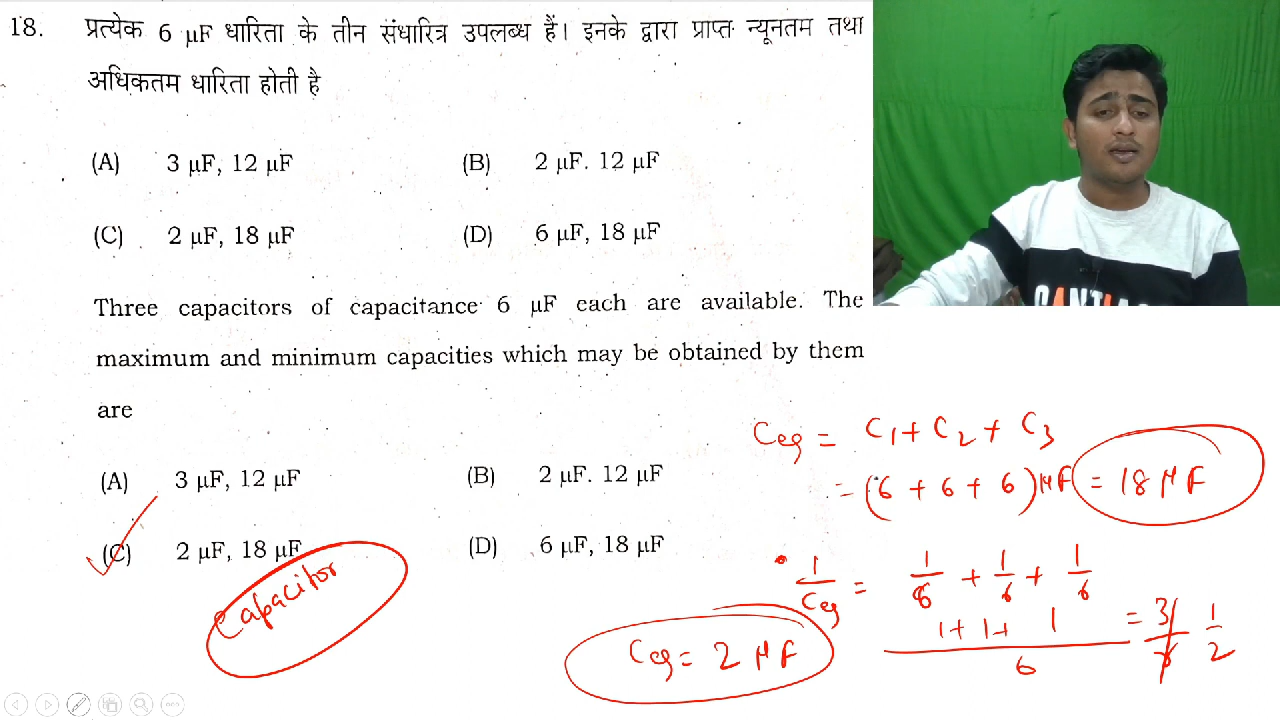 18. प्रत्येक 6 μF धारिता के तीन संधारित्र उपलब्ध हैं। इनके द्वारा प्राप्त न्यूनतम तथा
अधिकतम धारिता होती है
(A) 3 μF, 12 μF (B) 2 μF. 12 μF
(C) 2 μF, 18 μF (D) 6 μF, 18 μF
Three capacitors of capacitance 6 μF each are available. The
maximum and minimum capacities which may be obtained by them
are
(A) 3 μF, 12 μF (B) 2 μF. 12 μF
(C) 2 μF, 18 μF (D) 6 μF, 18 μF
Capacitor
Ceq = C1 + C2 + C3
= (6 + 6 + 6) μF = 18 μF
1/Ceq = 1/6 + 1/6 + 1/6
1 + 1 + 1 / 6 = 3/6 1/2
Ceq = 2 μF